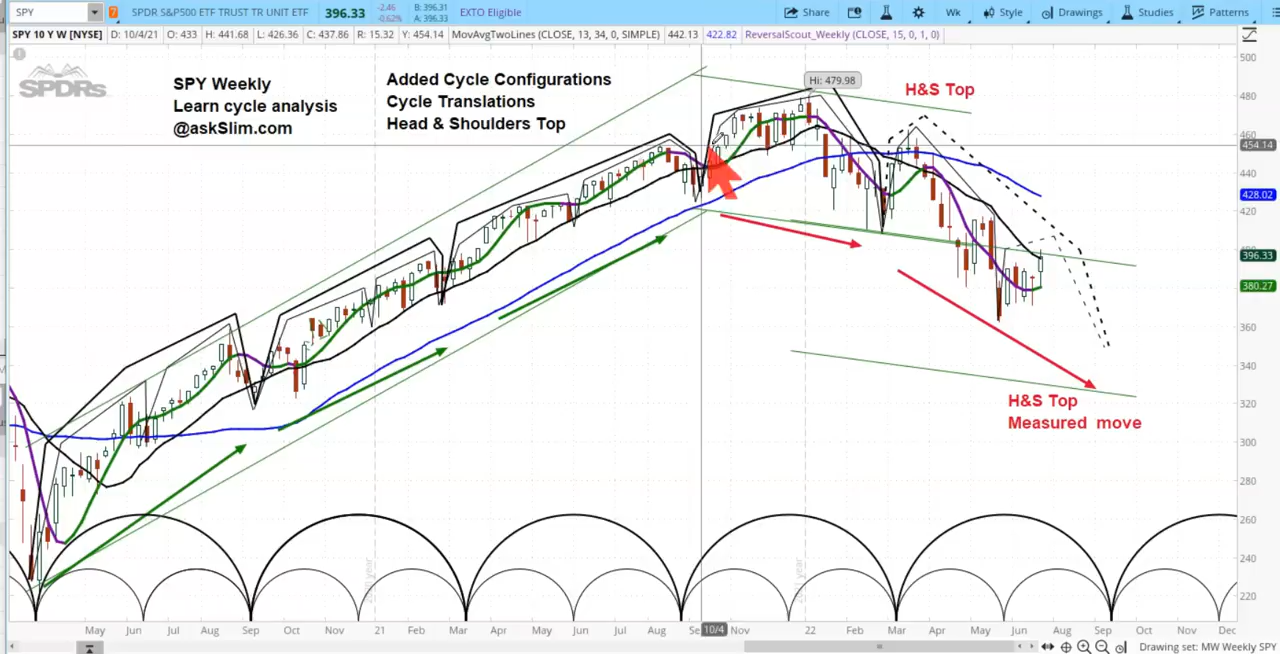 SPY
7
SPDR S&P500 ETF TRUST TR UNIT ETF
396.33
-2.46
-0.62%
B: 396.31
A: 396.33
EXTO Eligible
Share
Wk
Style
Drawings
Studies
Patterns
SPY 10 Y W [NYSE]
D: 10/4/21
O: 433
H: 441.68
L: 426.36
C: 437.86
R: 15.32
Y: 454.14
MovAvgTwoLines (CLOSE, 13, 34, 0, SIMPLE)
442.13
422.82
ReversalScout_Weekly (CLOSE, 15, 0, 1, 0)
SPDRs
SPY Weekly
Learn cycle analysis
@askSlim.com
Added Cycle Configurations
Cycle Translations
Head & Shoulders Top
Hi: 479.98
H&S Top
H&S Top
Measured move
500
480
460
454.14
440
428.02
420
400
396.33
380.27
360
340
320
300
280
260
240
220
May
Jun
Jul
Aug
Sep
Oct
Nov
21
Feb
Mar
Apr
May
Jun
Jul
Aug
10/4
Nov
22
Feb
Mar
Apr
May
Jun
Aug
Sep
Oct
Nov
Dec
Drawing set: MW Weekly SPY